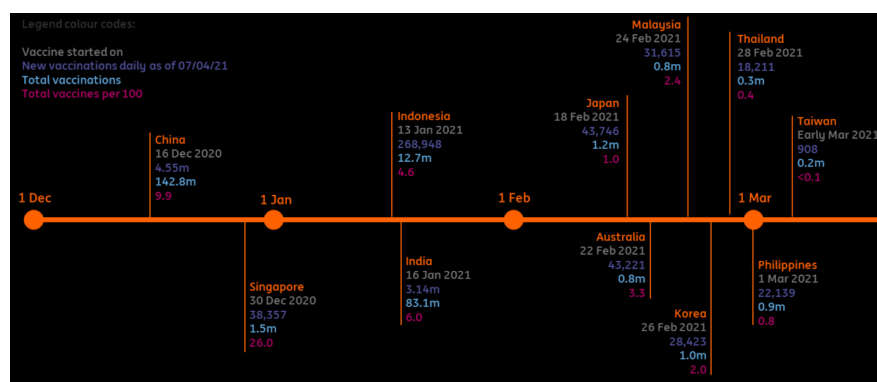 Legend colour codes:
Vaccine started on
New vaccinations daily as of 07/04/21
Total vaccinations
Total vaccines per 100
China
16 Dec 2020
4.55m
142.8m
9.9
Indonesia
13 Jan 2021
268,948
12.7m
4.6
Japan
18 Feb 2021
43,746
1.2m
1.0
Malaysia
24 Feb 2021
31,615
0.8m
2.4
Thailand
28 Feb 2021
18,211
0.3m
0.4
Taiwan
Early Mar 2021
908
0.2m
<0.1
1 Dec
1 Jan
1 Feb
1 Mar
Singapore
30 Dec 2020
38,357
1.5m
26.0
India
16 Jan 2021
3.14m
83.1m
6.0
Australia
22 Feb 2021
43,221
0.8m
3.3
Korea
26 Feb 2021
28,423
1.0m
2.0
Philippines
1 Mar 2021
22,139
0.9m
0.8